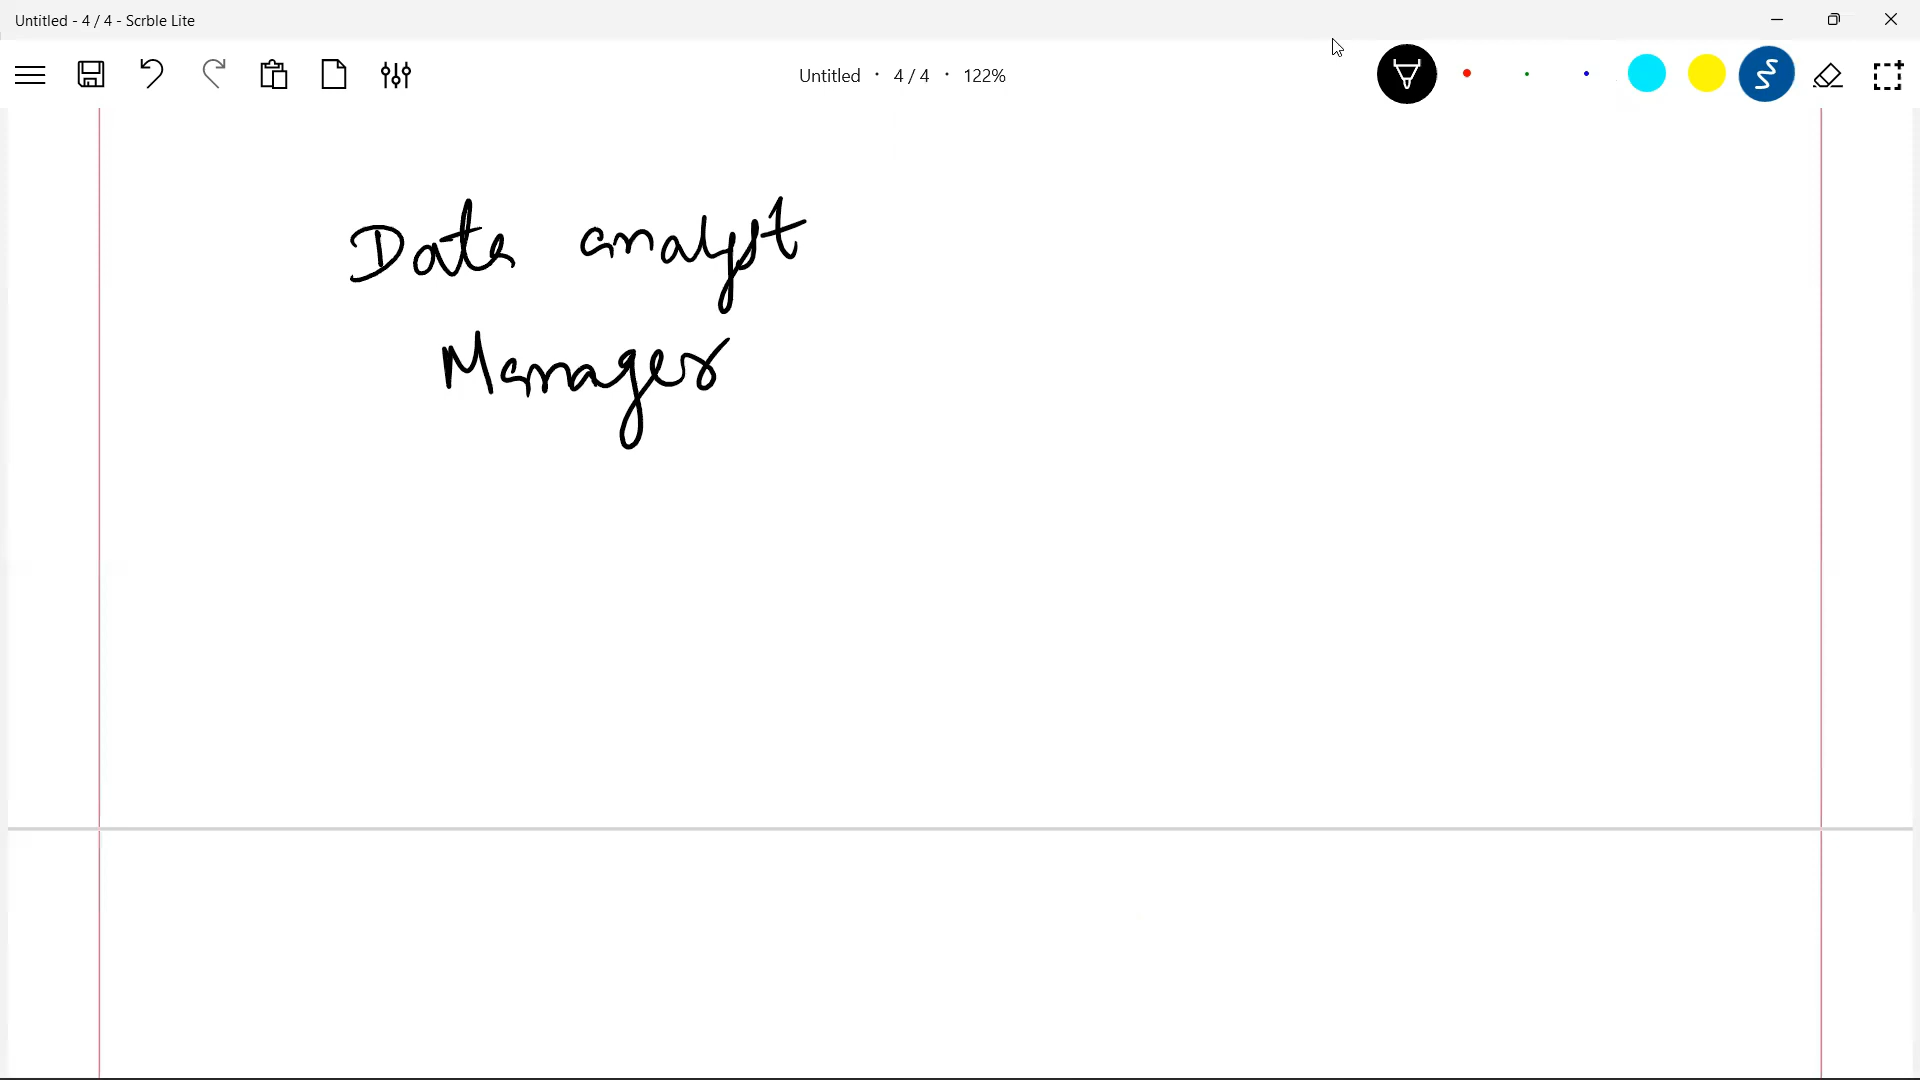 Untitled - 4 / 4 - Scrble Lite
Untitled · 4 / 4 · 122%
Data analyst
Manager